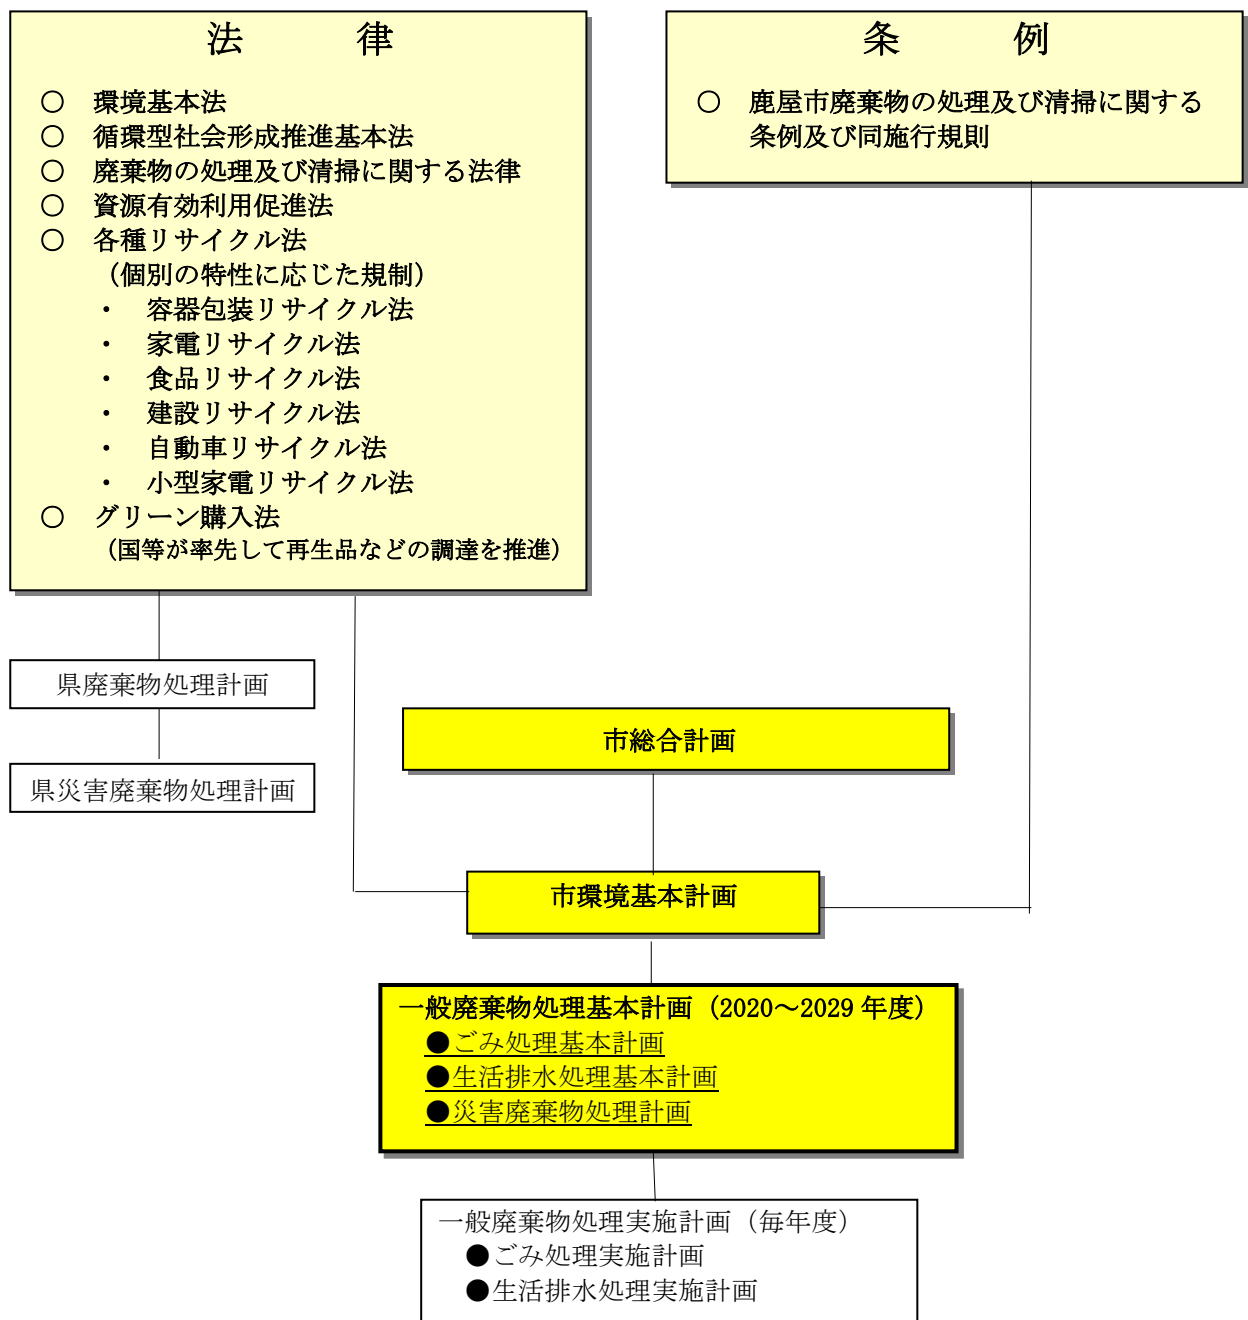 法　　　律
○　環境基本法
○　循環型社会形成推進基本法
○　廃棄物の処理及び清掃に関する法律
○　資源有効利用促進法
○　各種リサイクル法
（個別の特性に応じた規制）
・　容器包装リサイクル法
・　家電リサイクル法
・　食品リサイクル法
・　建設リサイクル法
・　自動車リサイクル法
・　小型家電リサイクル法
○　グリーン購入法
（国等が率先して再生品などの調達を推進）
条　　　例
○　鹿屋市廃棄物の処理及び清掃に関する
条例及び同施行規則
県廃棄物処理計画
県災害廃棄物処理計画
市総合計画
市環境基本計画
一般廃棄物処理基本計画（2020～2029 年度）
●ごみ処理基本計画
●生活排水処理基本計画
●災害廃棄物処理計画
一般廃棄物処理実施計画（毎年度）
●ごみ処理実施計画
●生活排水処理実施計画